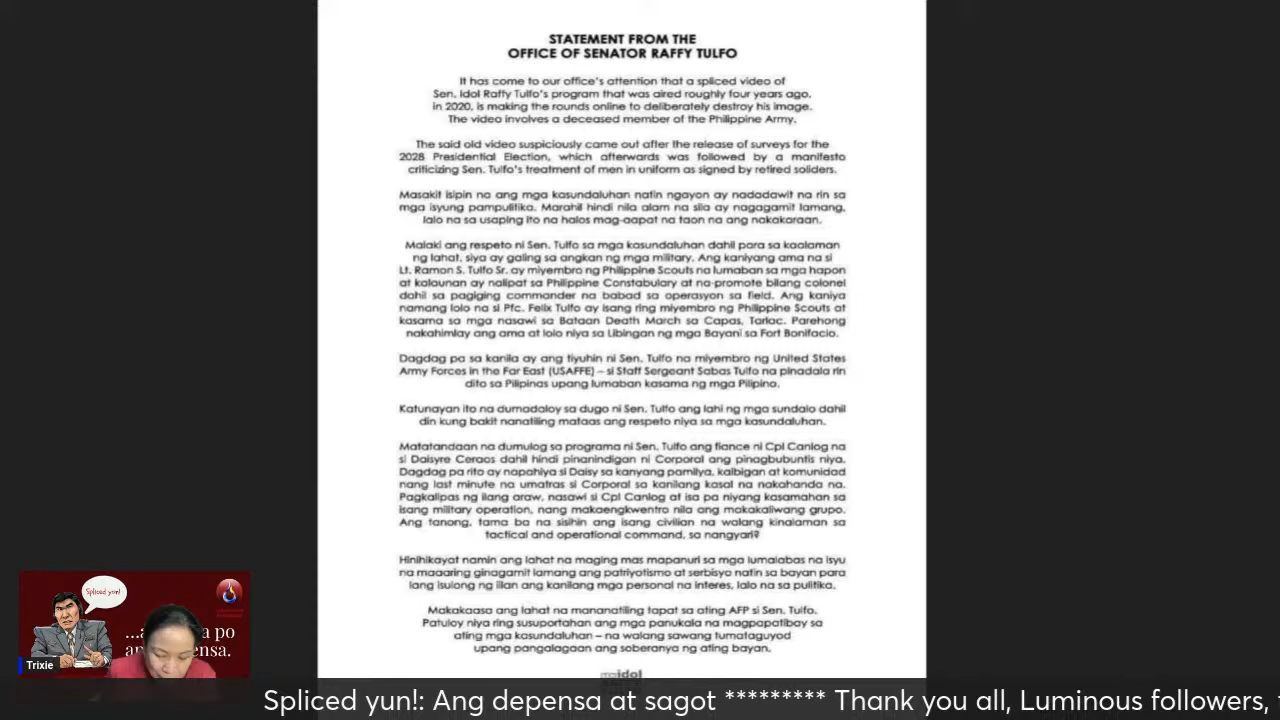 STATEMENT FROM THE
OFFICE OF SENATOR RAFFY TULFO
It has come to our office's attention that a spliced video of
Sen. Idol Raffy Tulfo's program that was aired roughly four years ago,
in 2020, is making the rounds online to deliberately destroy his image.
The video involves a deceased member of the Philippine Army.
The said old video suspiciously came out after the release of surveys for the
2028 Presidential Election, which afterwards was followed by a manifesto
criticizing Sen. Tulfo's treatment of men in uniform as signed by retired soliders.
Masakit isipin na ang mga kasundaluhan natin ngayon ay nadadawit na rin sa
mga isyung pampulitika. Marahil hindi nila alam na sila ay nagagamit lamang,
lalo na sa usaping ito na halos mag-aapat na taon na ang nakakaraan.
Malaki ang respeto ni Sen. Tulfo sa mga kasundaluhan dahil para sa kaalaman
ng lahat, siya ay galing sa angkan ng mga military. Ang kaniyang ama na si
Lt. Ramon S. Tulfo Sr. ay miyembro ng Philippine Scouts na lumaban sa mga hapon
at kalaunan ay nalipat sa Philippine Constabulary at na-promote bilang colonel
dahil sa pagiging commander na babad sa operasyon sa field. Ang kaniya
namang lolo na si Pfc. Felix Tulfo ay isang ring miyembro ng Philippine Scouts at
kasama sa mga nasawi sa Bataan Death March sa Capas, Tarlac. Parehong
nakahimlay ang ama at lolo niya sa Libingan ng mga Bayani sa Fort Bonifacio.
Dagdag pa sa kanila ay ang tiyuhin ni Sen. Tulfo na miyembro ng United States
Army Forces in the Far East (USAFFE) – si Staff Sergeant Sabas Tulfo na pinadala rin
dito sa Pilipinas upang lumaban kasama ng mga Pilipino.
Katunayan ito na dumadaloy sa dugo ni Sen. Tulfo ang lahi ng mga sundalo dahil
din kung bakit nanatiling mataas ang respeto niya sa mga kasundaluhan.
Matatandaan na dumulog sa programa ni Sen. Tulfo ang fiance ni Cpl Canlog na
si Daisyre Ceraos dahil hindi pinanindigan ni Corporal ang pinagbubuntis niya.
Dagdag pa rito ay napahiya si Daisy sa kanyang pamilya, kaibigan at komunidad
nang last minute na umatras si Corporal sa kanilang kasal na nakahanda na.
Pagkalipas ng ilang araw, nasawi si Cpl Canlog at isa pa niyang kasamahan sa
isang military operation, nang makaengkwentro nila ang makakaliwang grupo.
Ang tanong, tama ba na sisihin ang isang civilian na walang kinalaman sa
tactical and operational command, sa nangyari?
Hinihikayat namin ang lahat na maging mas mapanuri sa mga lumalabas na isyu
na maaaring ginagamit lamang ang patriyotismo at serbisyo natin sa bayan para
lang isulong ng iilan ang kanilang mga personal na interes, lalo na sa pulitika.
Makakaasa ang lahat na mananatiling tapat sa ating AFP si Sen. Tulfo.
Patuloy niya ring susuportahan ang mga panukala na magpapatibay sa
ating mga kasundaluhan – na walang sawang tumataguyod
upang pangalagaan ang soberanya ng ating bayan.
idol
Spliced yun!
po
Trixie
Spliced yun!: Ang depensa at sagot ********* Thank you all, Luminous followers,